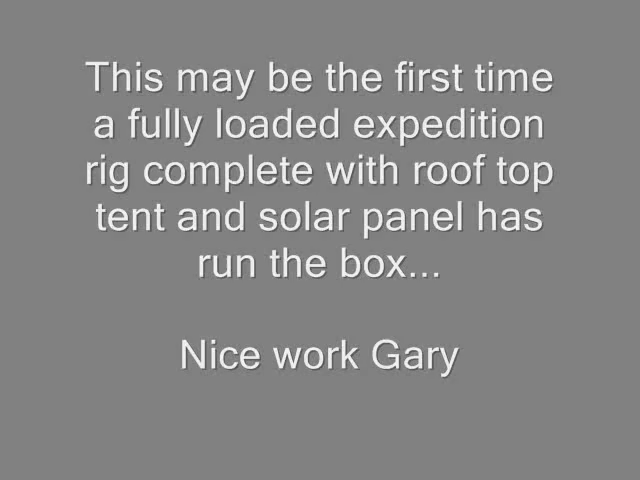 This may be the first time
a fully loaded expedition
rig complete with roof top
tent and solar panel has
run the box...
Nice work Gary